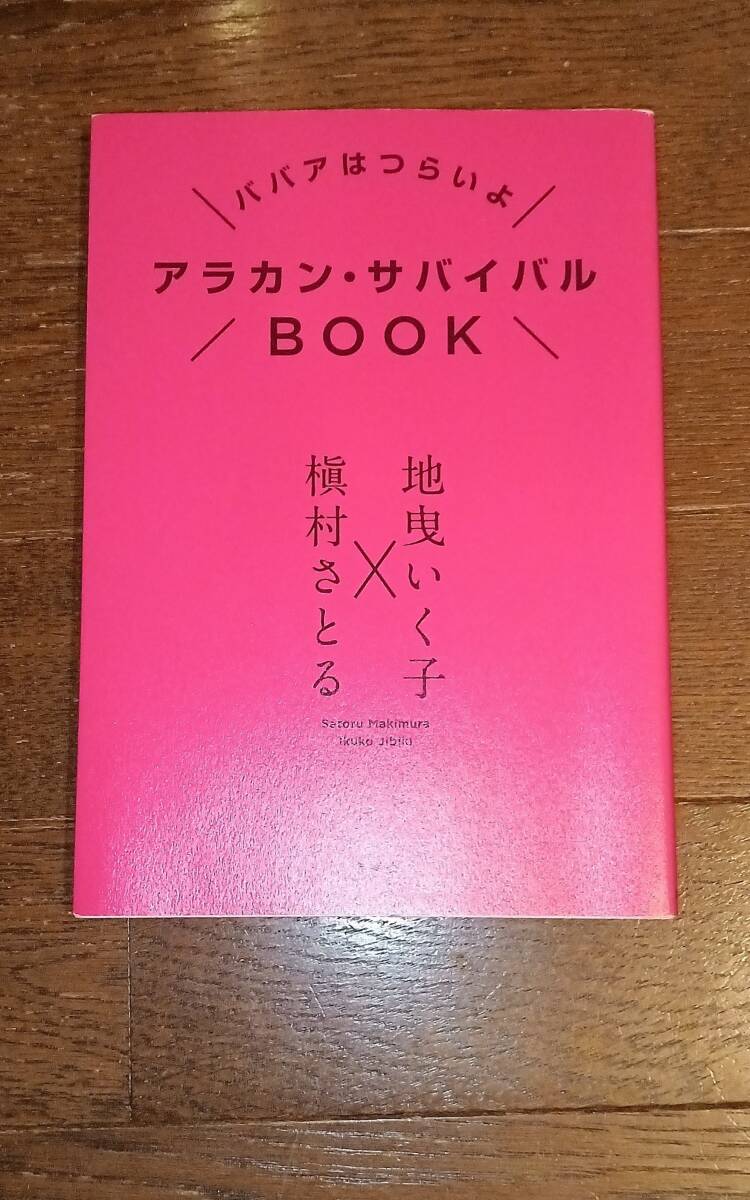 ババアはつらいよ
アラカン・サバイバル
BOOK
地曳いく子
×
槇村さとる
Satoru Makimura
Ikuko Jibiki